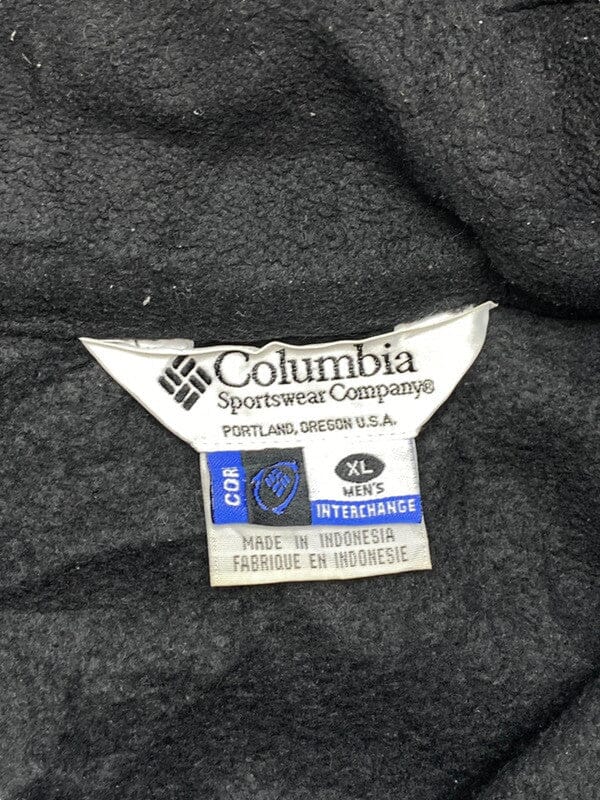 Columbia
Sportswear Company®
PORTLAND, OREGON U.S.A.
COR
XL
MEN'S
INTERCHANGE
MADE IN INDONESIA
FABRIQUE EN INDONESIE